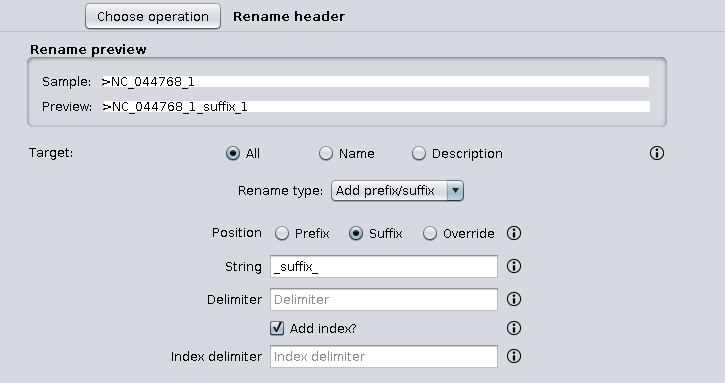 Choose operation Rename header
Rename preview
Sample: >NC_044768_1
Preview: >NC_044768_1_suffix_1
Target: All Name Description
Rename type: Add prefix/suffix
Position Prefix Suffix Override
String _suffix_
Delimiter Delimiter
Add index?
Index delimiter Index delimiter